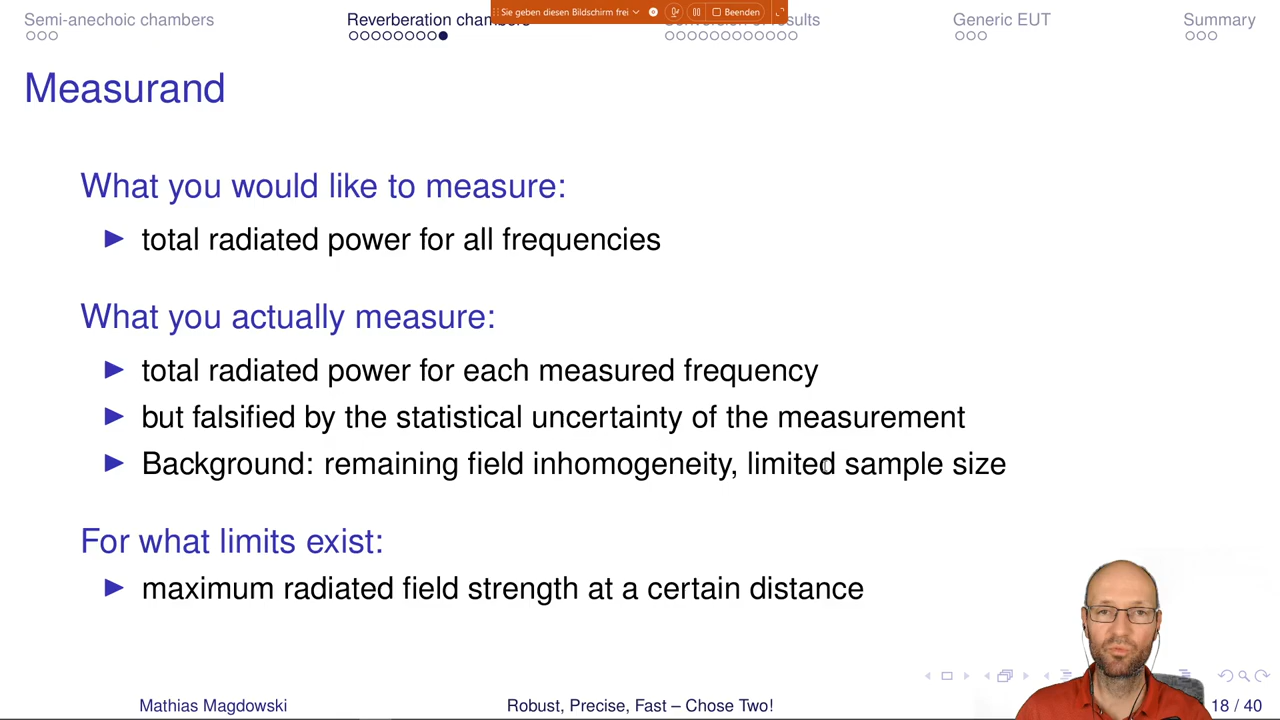 Semi-anechoic chambers
Reverberation chambers
Sie geben diesen Bildschirm frei
Beenden
Conversion of results
Generic EUT
Summary
Measurand
What you would like to measure:
total radiated power for all frequencies
What you actually measure:
total radiated power for each measured frequency
but falsified by the statistical uncertainty of the measurement
Background: remaining field inhomogeneity, limited sample size
For what limits exist:
maximum radiated field strength at a certain distance
Mathias Magdowski
Robust, Precise, Fast – Chose Two!
18 / 40